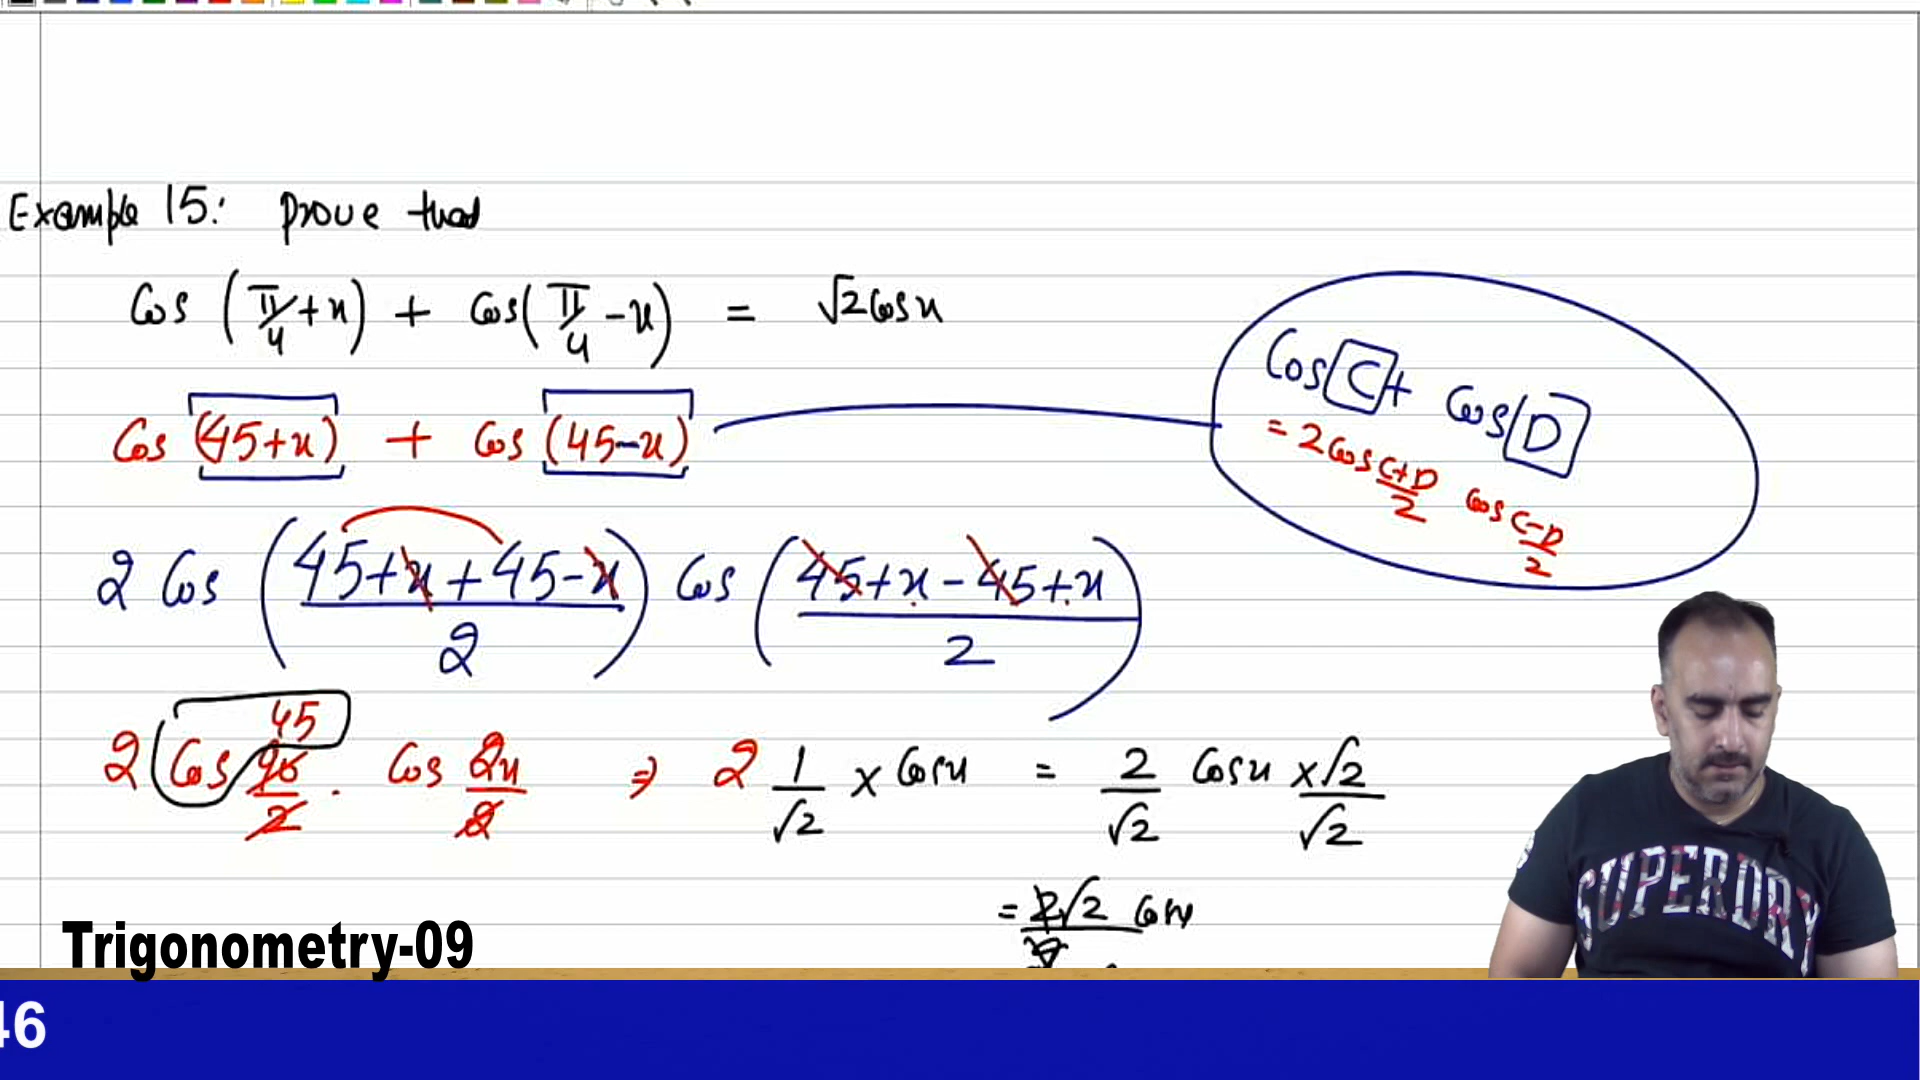 Example 15: Prove that
Cos (π/4 + x) + Cos(π/4 - x) = √2 Cos x
Cos C + Cos D
= 2 Cos C+D/2 Cos C-D/2
Cos (45+x) + Cos (45-x)
2 Cos (45+x+45-x / 2) Cos (45+x-45+x / 2)
45
2 Cos 90/2 . Cos 2x/2 ⇒ 2 1/√2 × Cos x = 2/√2 Cos x × √2/√2
= 2√2 Cos x / 2
Trigonometry-09
46
SUPERDRY